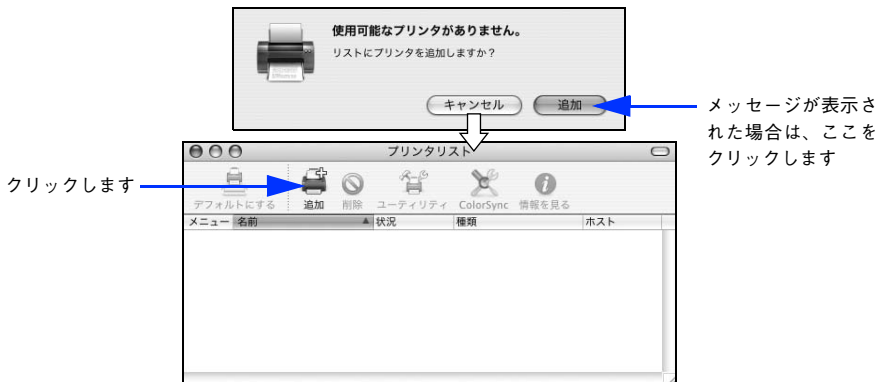 使用可能なプリンタがありません。
リストにプリンタを追加しますか？
キャンセル
追加
メッセージが表示さ
れた場合は、ここを
クリックします
プリンタリスト
クリックします
デフォルトにする
追加
削除
ユーティリティ
ColorSync
情報を見る
メニュー
名前
状況
種類
ホスト